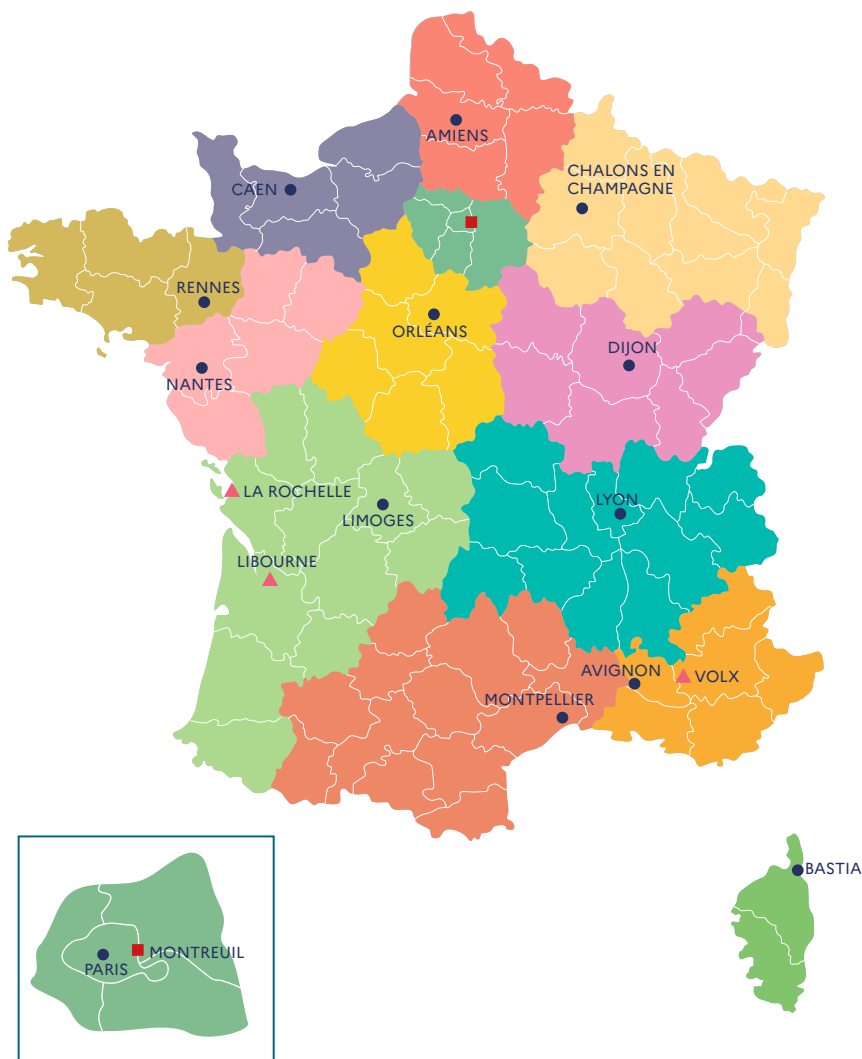 AMIENS
CHALONS EN
CHAMPAGNE
CAEN
RENNES
ORLÉANS
DIJON
NANTES
LA ROCHELLE
LYON
LIMOGES
LIBOURNE
AVIGNON
VOLX
MONTPELLIER
BASTIA
MONTREUIL
PARIS